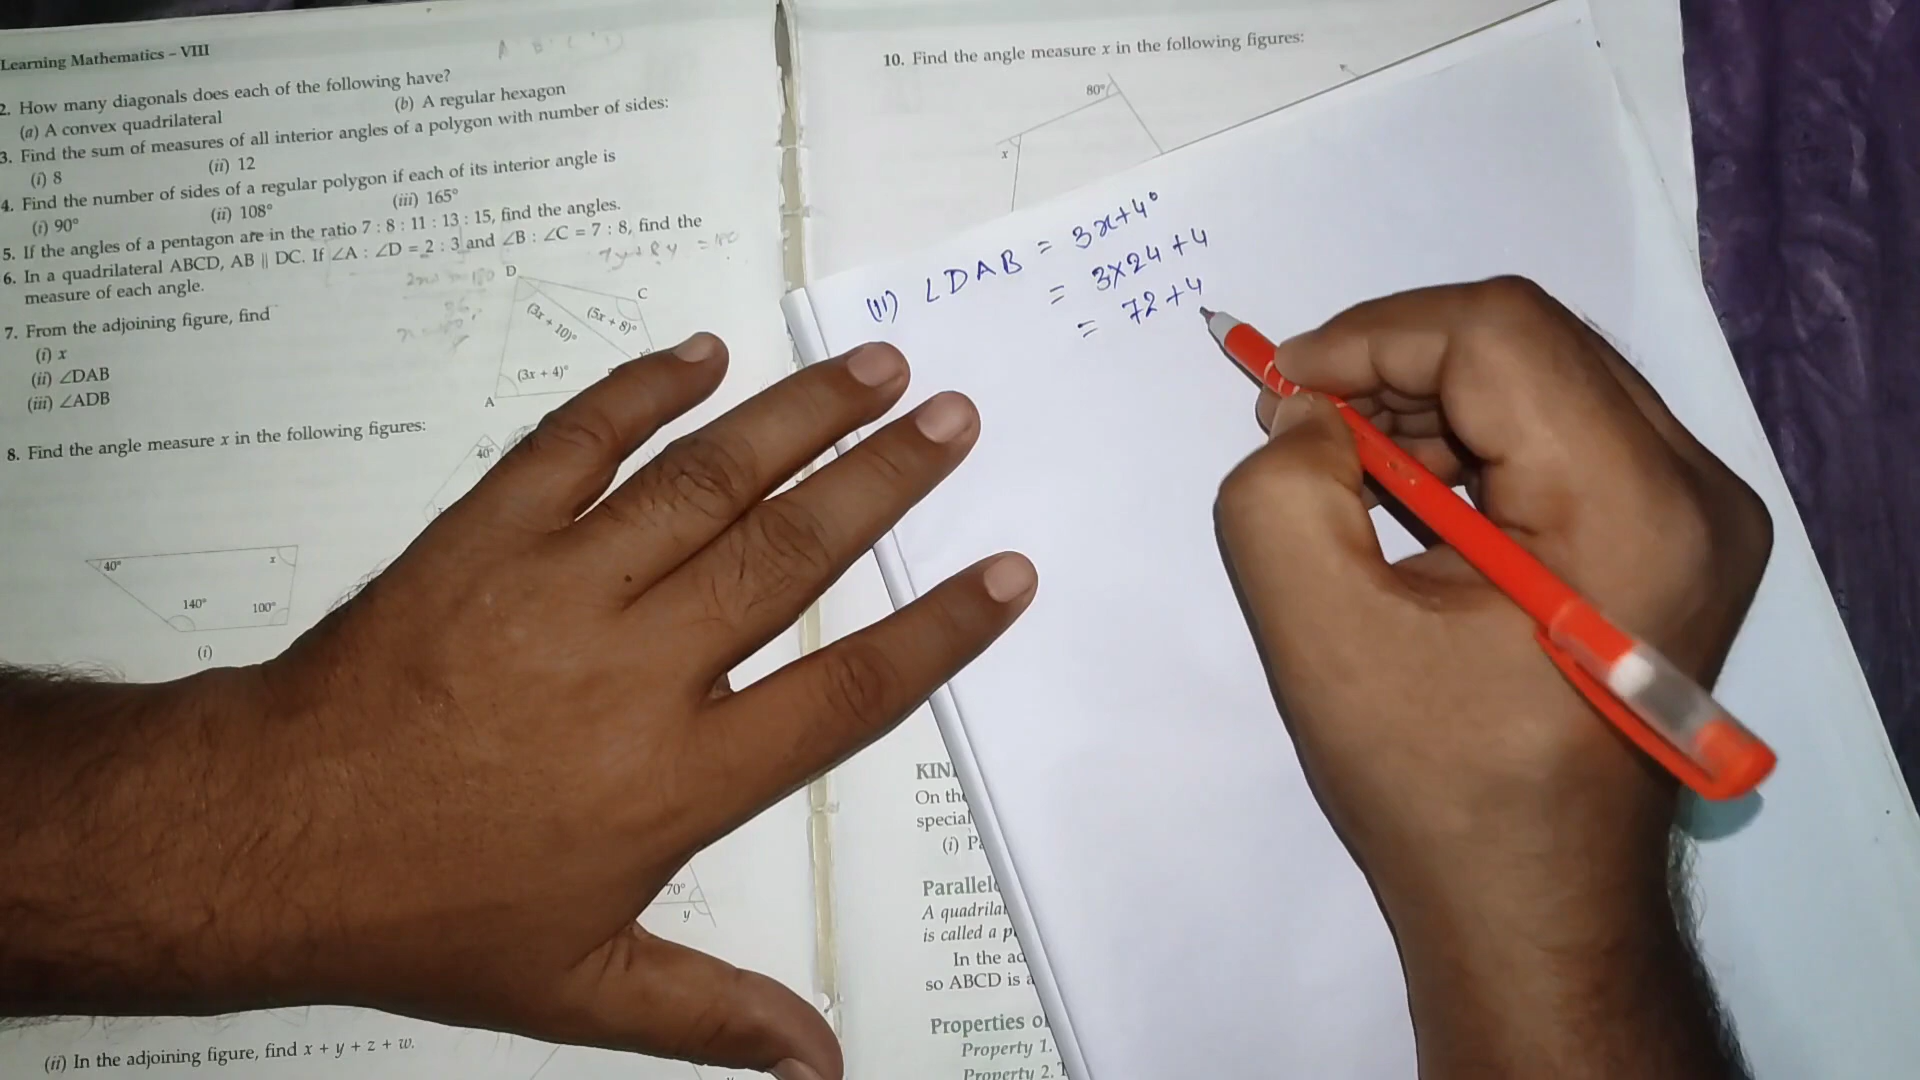 Learning Mathematics – VIII
2. How many diagonals does each of the following have?
(a) A convex quadrilateral (b) A regular hexagon
3. Find the sum of measures of all interior angles of a polygon with number of sides:
(i) 8 (ii) 12
4. Find the number of sides of a regular polygon if each of its interior angle is
(i) 90° (ii) 108° (iii) 165°
5. If the angles of a pentagon are in the ratio 7 : 8 : 11 : 13 : 15, find the angles.
6. In a quadrilateral ABCD, AB || DC. If ∠A : ∠D = 2 : 3 and ∠B : ∠C = 7 : 8, find the
measure of each angle.
7. From the adjoining figure, find
(i) x
(ii) ∠DAB
(iii) ∠ADB
D
C
(3x + 10)°
(5x + 8)°
(3x + 4)°
A
8. Find the angle measure x in the following figures:
40°
40°
x
140°
100°
(i)
70°
y
(ii) In the adjoining figure, find x + y + z + w.
10. Find the angle measure x in the following figures:
80°
x
(ii) ∠DAB = 3x+4°
= 3×24+4
= 72+4
KIN
On the
special
(i) Pa
Parallel
A quadrila
is called a p
In the ad
so ABCD is a
Properties o
Property 1.
Property 2.